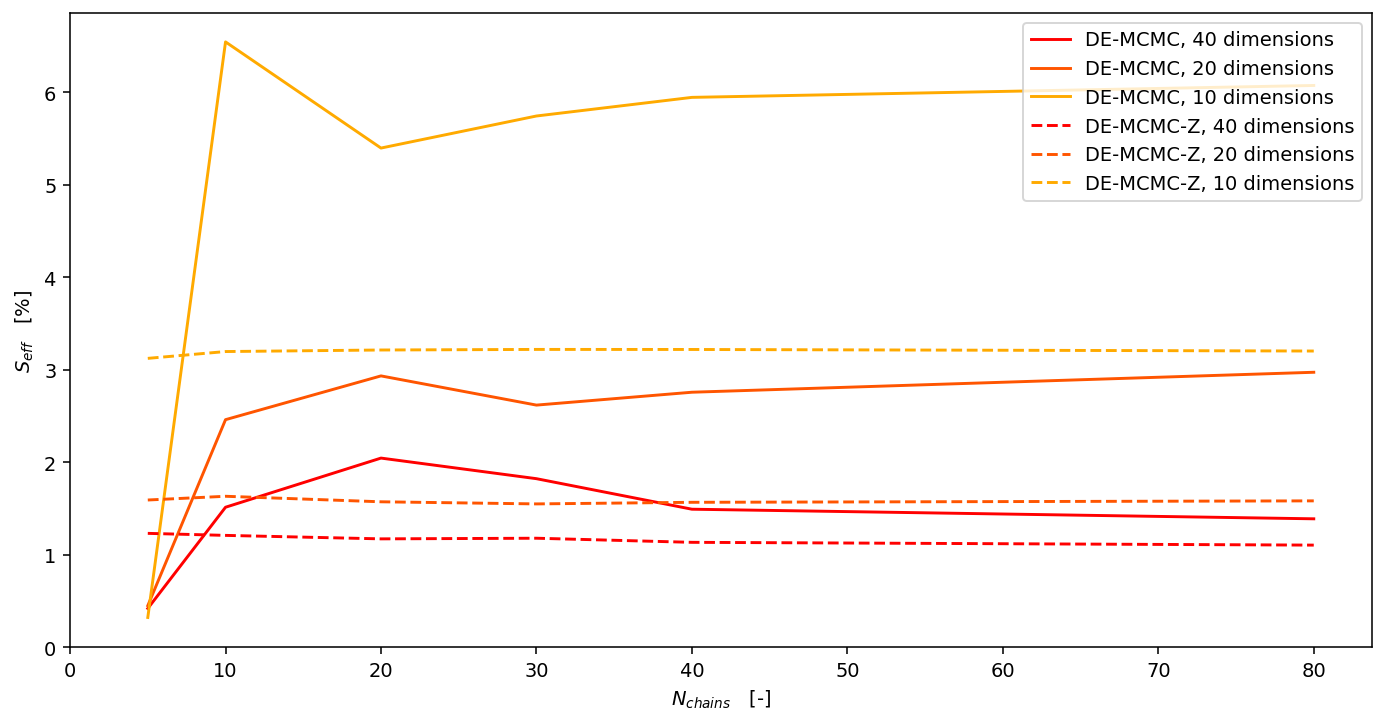 DE-MCMC, 40 dimensions
DE-MCMC, 20 dimensions
DE-MCMC, 10 dimensions
DE-MCMC-Z, 40 dimensions
DE-MCMC-Z, 20 dimensions
DE-MCMC-Z, 10 dimensions
6
5
4
3
2
1
0
S_eff [%]
0 10 20 30 40 50 60 70 80
N_chains [-]